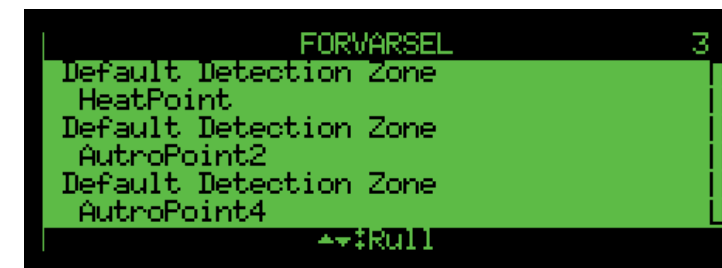 FORVARSEL 3
Default Detection Zone
HeatPoint
Default Detection Zone
AutroPoint2
Default Detection Zone
AutroPoint4
▲▼↕Rull